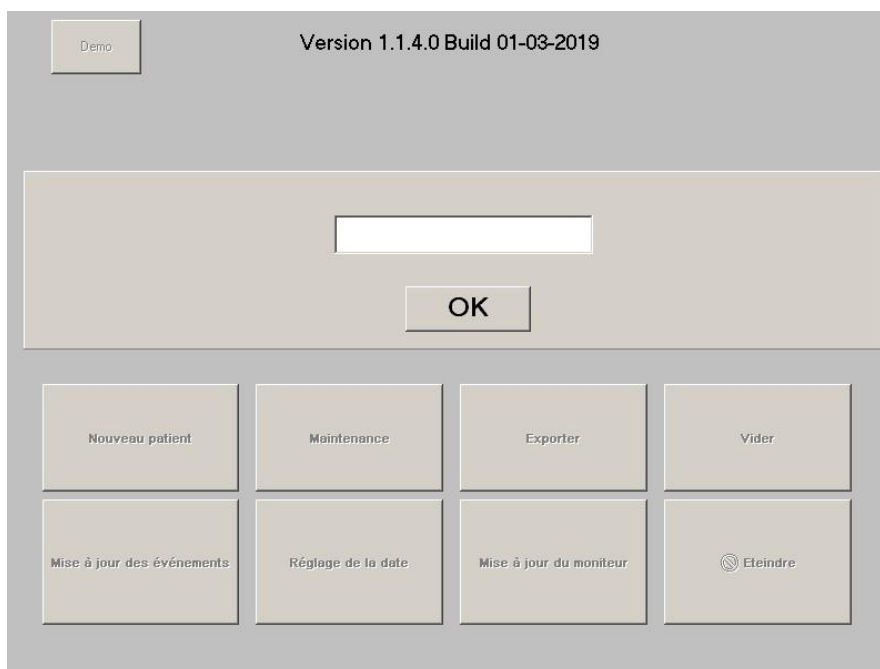 Demo
Version 1.1.4.0 Build 01-03-2019
OK
Nouveau patient
Maintenance
Exporter
Vider
Mise à jour des événements
Réglage de la date
Mise à jour du moniteur
Eteindre